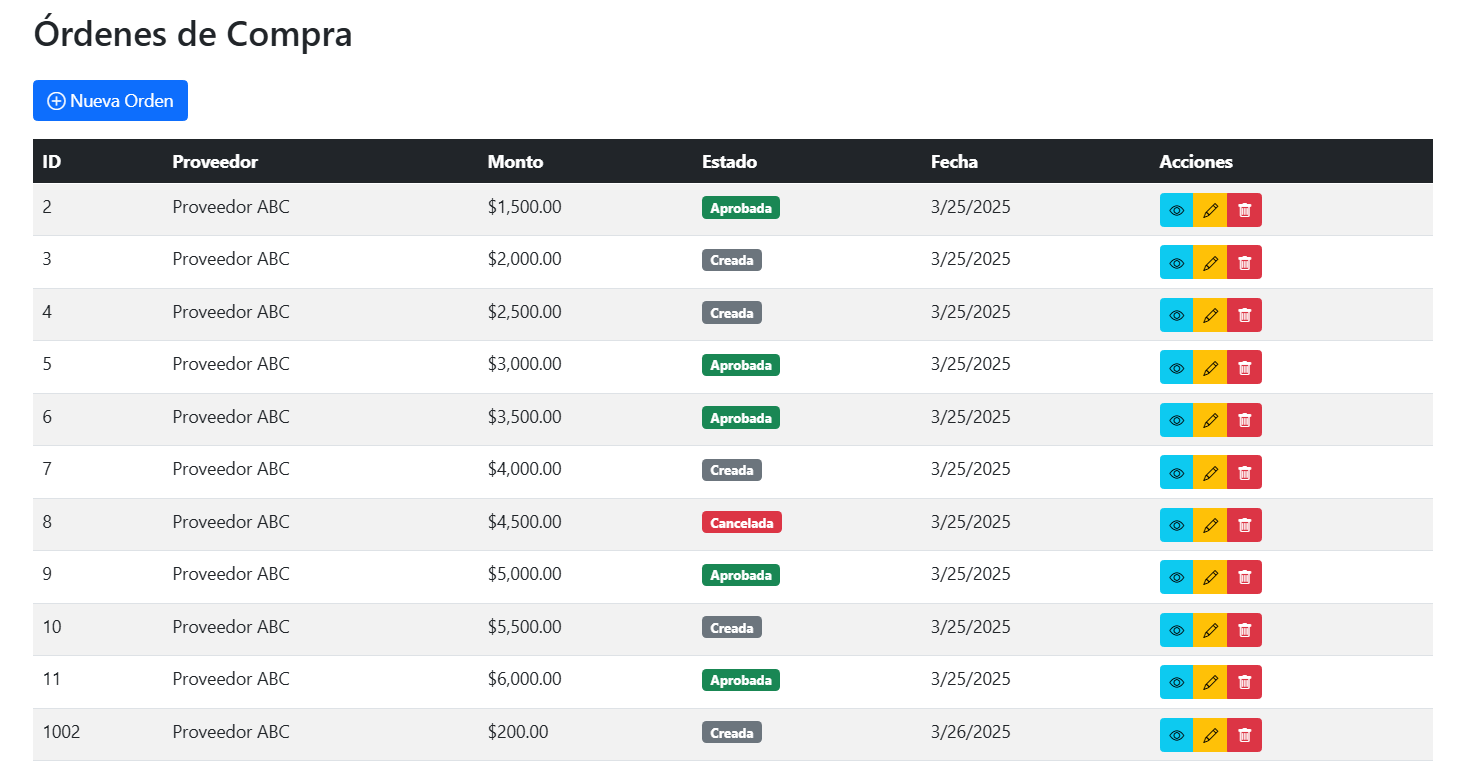 Órdenes de Compra
Nueva Orden
ID Proveedor Monto Estado Fecha Acciones
2 Proveedor ABC $1,500.00 Aprobada 3/25/2025
3 Proveedor ABC $2,000.00 Creada 3/25/2025
4 Proveedor ABC $2,500.00 Creada 3/25/2025
5 Proveedor ABC $3,000.00 Aprobada 3/25/2025
6 Proveedor ABC $3,500.00 Aprobada 3/25/2025
7 Proveedor ABC $4,000.00 Creada 3/25/2025
8 Proveedor ABC $4,500.00 Cancelada 3/25/2025
9 Proveedor ABC $5,000.00 Aprobada 3/25/2025
10 Proveedor ABC $5,500.00 Creada 3/25/2025
11 Proveedor ABC $6,000.00 Aprobada 3/25/2025
1002 Proveedor ABC $200.00 Creada 3/26/2025